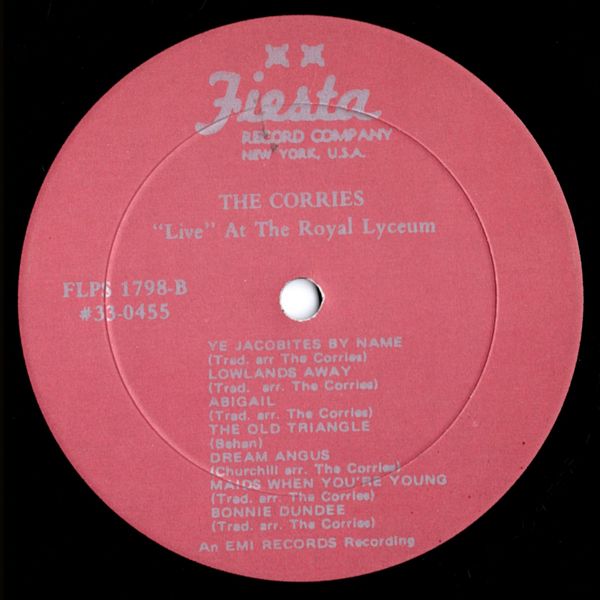 Fiesta
RECORD COMPANY
NEW YORK, U.S.A.
THE CORRIES
"Live" At The Royal Lyceum
FLPS 1798-B
#33-0455
YE JACOBITES BY NAME
(Trad. arr The Corries)
LOWLANDS AWAY
(Trad. arr. The Corries)
ABIGAIL
(Trad. arr. The Corries)
THE OLD TRIANGLE
(Behan)
DREAM ANGUS
(Churchill arr. The Corries)
MAIDS WHEN YOU'RE YOUNG
(Trad. arr. The Corries)
BONNIE DUNDEE
(Trad. arr. The Corries)
An EMI RECORDS Recording